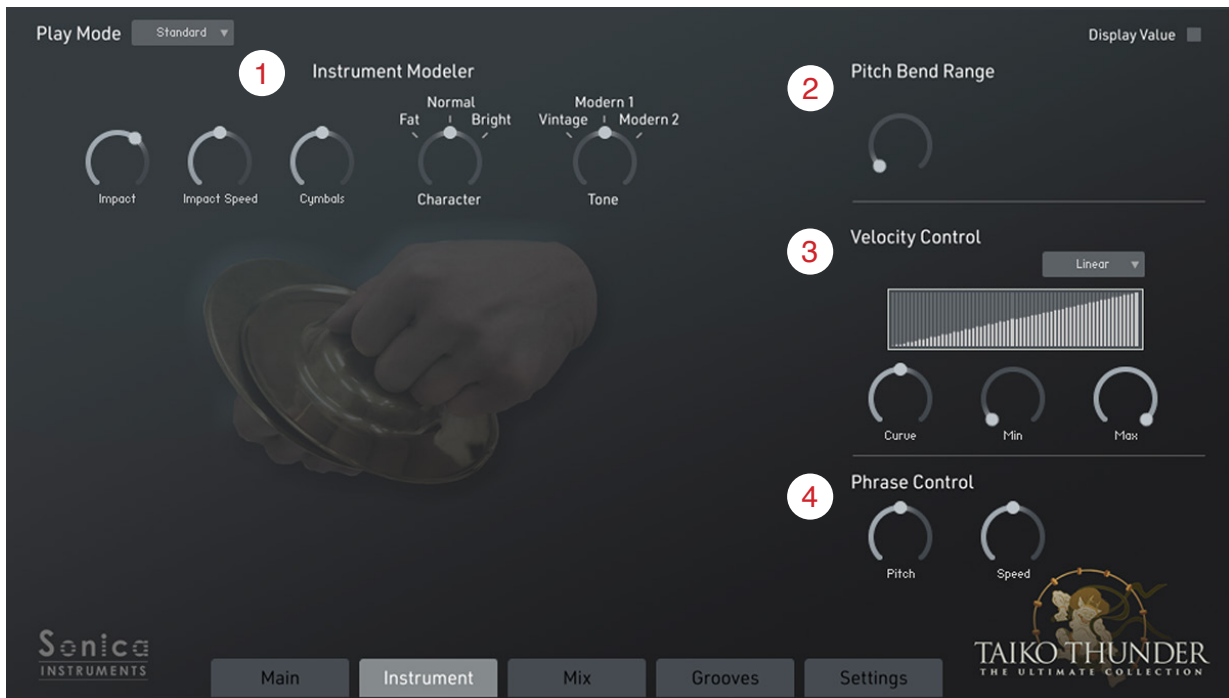 Play Mode
Standard
Display Value
1
Instrument Modeler
Impact
Impact Speed
Cymbals
Fat
Normal
Bright
Character
Vintage
Modern 1
Modern 2
Tone
2
Pitch Bend Range
3
Velocity Control
Linear
Curve
Min
Max
4
Phrase Control
Pitch
Speed
Sonica
INSTRUMENTS
TAIKO THUNDER
THE ULTIMATE COLLECTION
Main
Instrument
Mix
Grooves
Settings